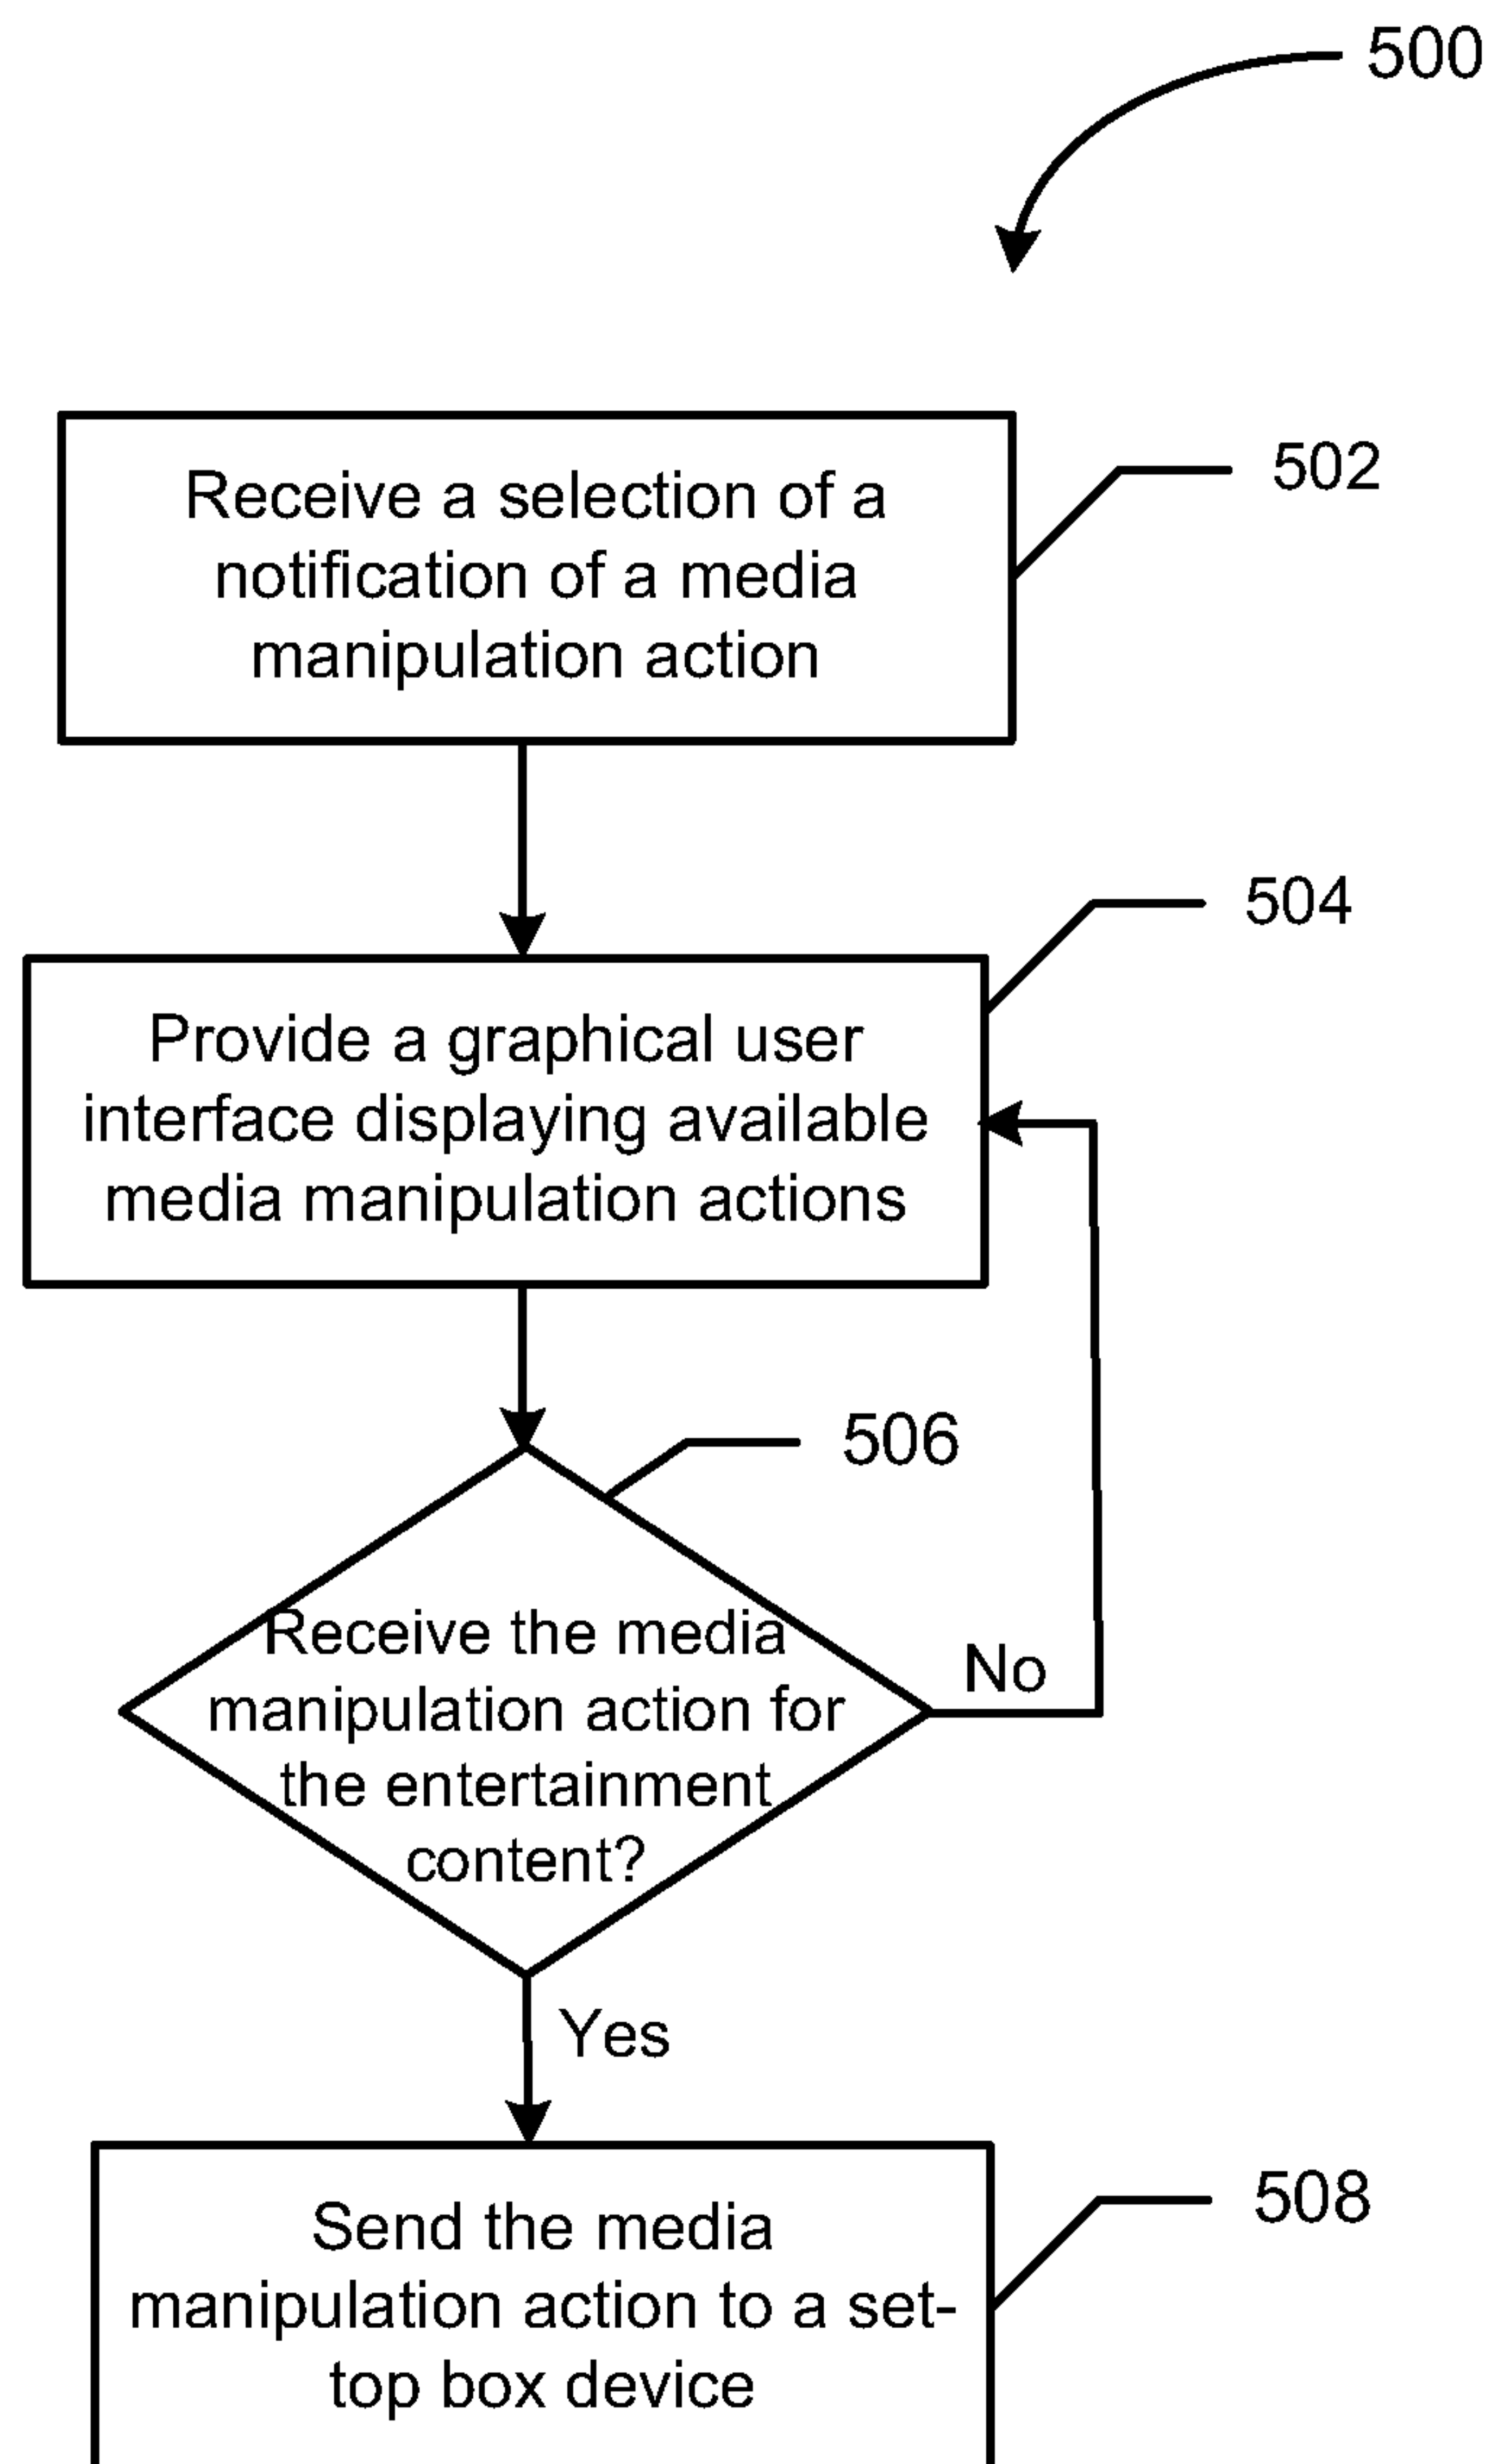 500
Receive a selection of a
notification of a media
manipulation action
502
Provide a graphical user
interface displaying available
media manipulation actions
504
506
Receive the media
manipulation action for
the entertainment
content?
No
Yes
Send the media
manipulation action to a set-
top box device
508